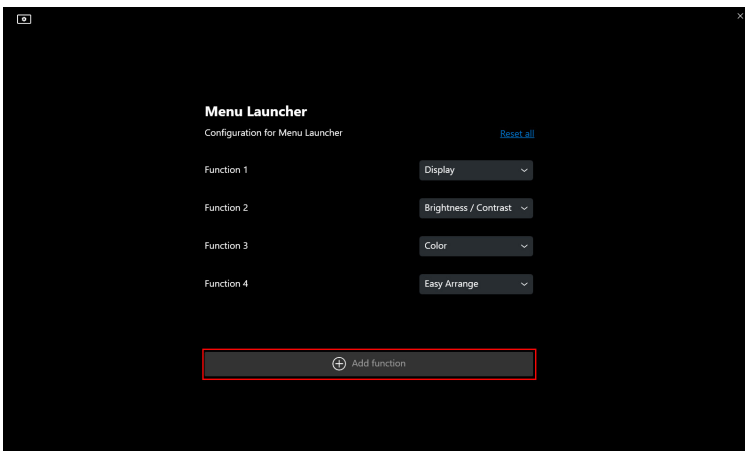 Menu Launcher
Configuration for Menu Launcher Reset all
Function 1 Display
Function 2 Brightness / Contrast
Function 3 Color
Function 4 Easy Arrange
Add function